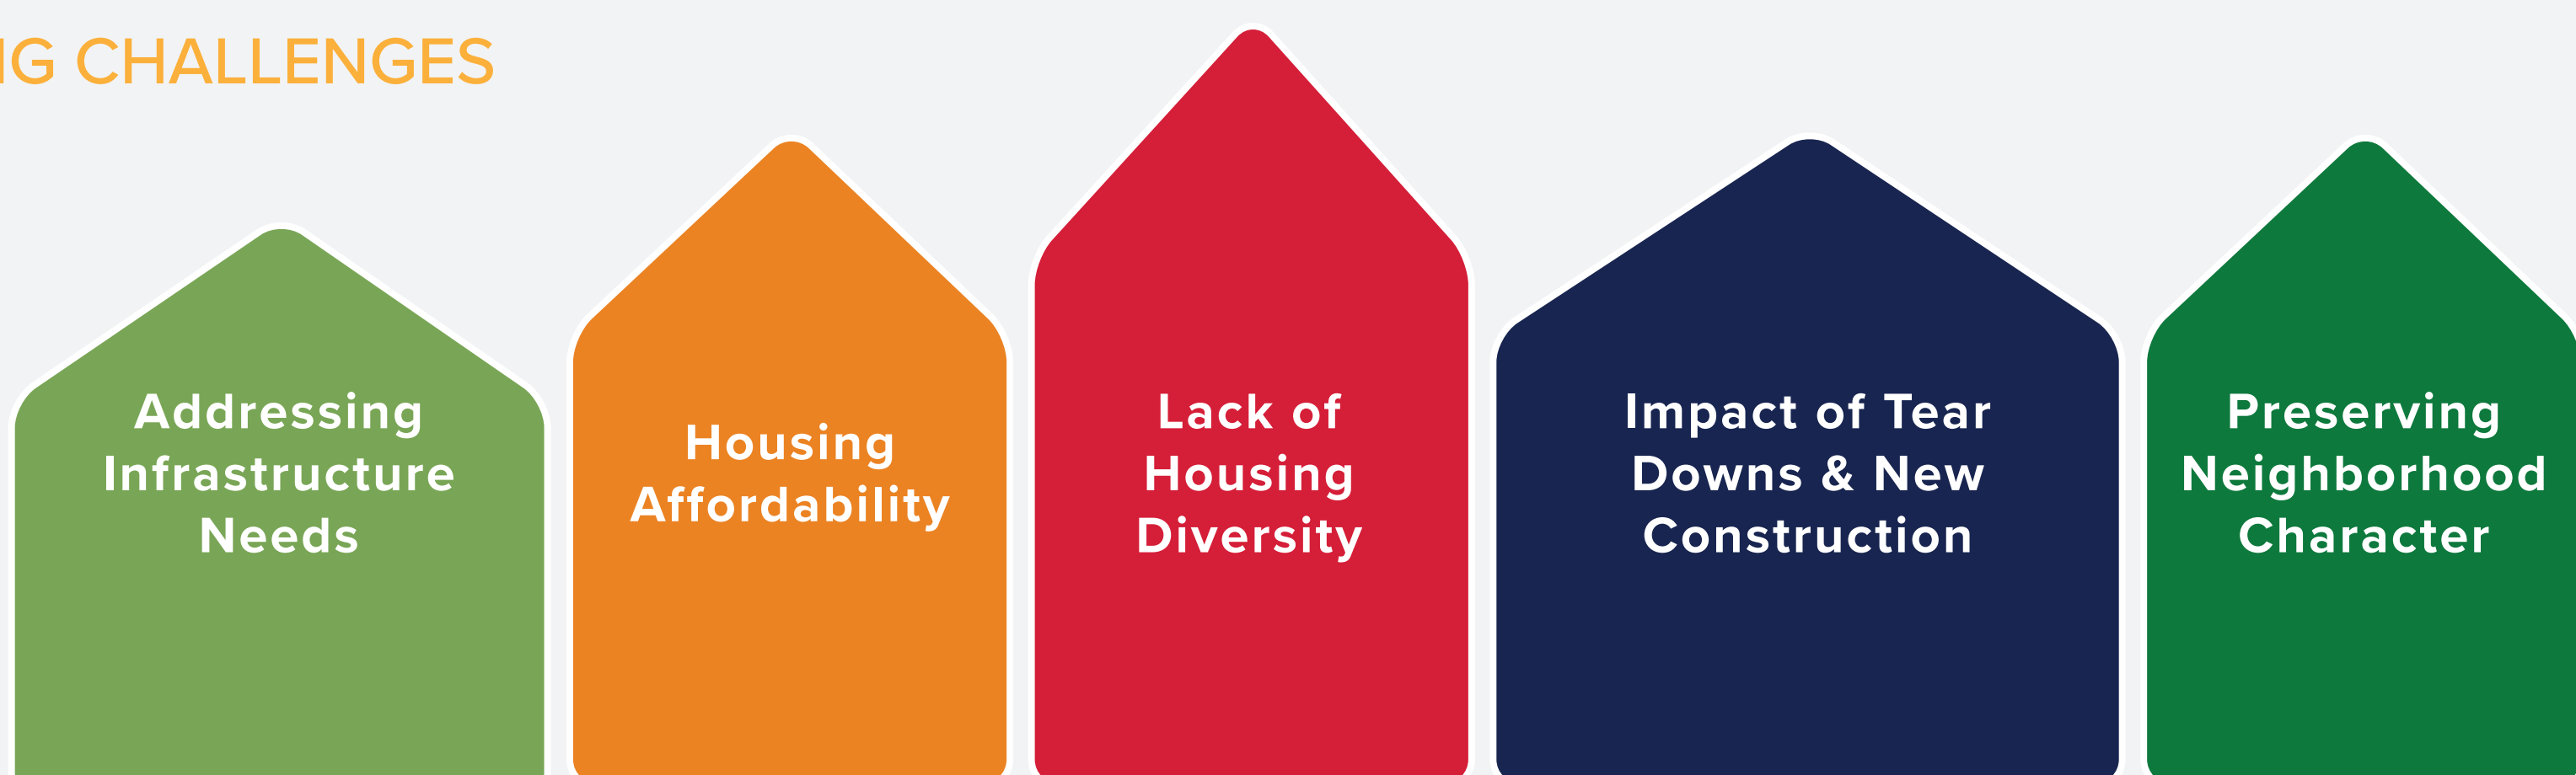 G CHALLENGES
Addressing
Infrastructure
Needs
Housing
Affordability
Lack of
Housing
Diversity
Impact of Tear
Downs & New
Construction
Preserving
Neighborhood
Character